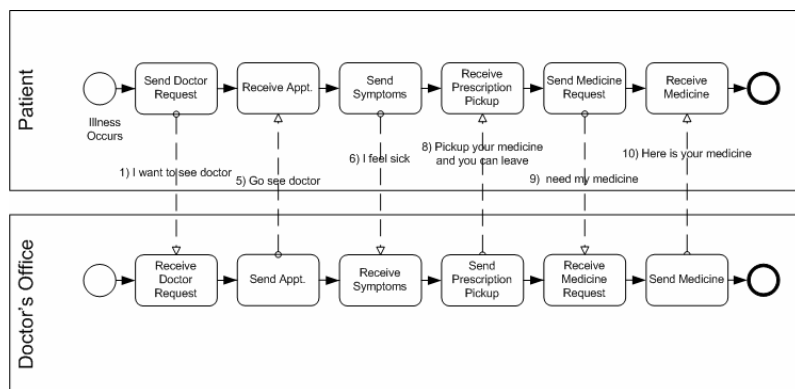 Patient
Send Doctor
Request
Receive Appt.
Send
Symptoms
Receive
Prescription
Pickup
Send Medicine
Request
Receive
Medicine
Illness
Occurs
1) I want to see doctor
5) Go see doctor
6) I feel sick
8) Pickup your medicine
and you can leave
9) need my medicine
10) Here is your medicine
Doctor's Office
Receive
Doctor
Request
Send Appt.
Receive
Symptoms
Send
Prescription
Pickup
Receive
Medicine
Request
Send Medicine